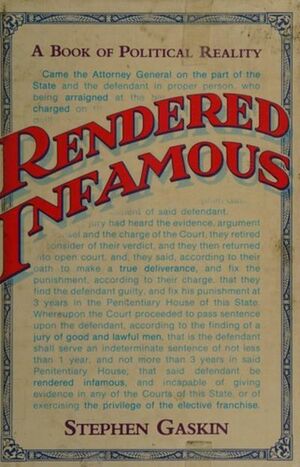 A BOOK OF POLITICAL REALITY
Came the Attorney General on the part of the
State and the defendant in proper person, who
being arraigned at the
charged on
RENDERED
INFAMOUS
of said defendant,
jury had heard the evidence, argument
and the charge of the Court, they retired
consider of their verdict, and they then returned
into open court, and, they said, according to their
oath to make a true deliverance, and fix the
punishment, according to their charge, that they
find the defendant guilty, and fix his punishment at
3 years in the Penitentiary House of this State.
Whereupon the Court proceeded to pass sentence
upon the defendant, according to the finding of a
jury of good and lawful men, that is the defendant
shall serve an indeterminate sentence of not less
than 1 year, and not more than 3 years in said
Penitentiary House; that said defendant be
rendered infamous, and incapable of giving
evidence in any of the Courts of this State, or of
exercising the privilege of the elective franchise.
STEPHEN GASKIN